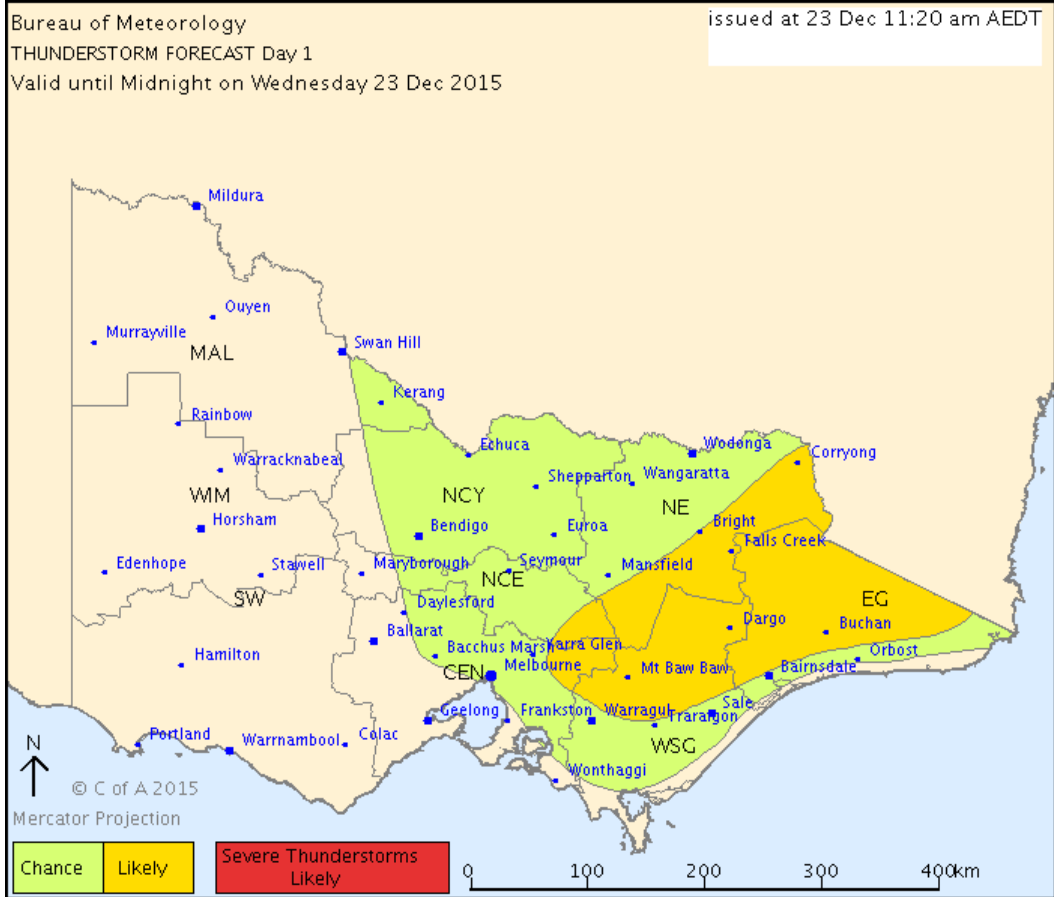 Bureau of Meteorology
issued at 23 Dec 11:20 am AEDT
THUNDERSTORM FORECAST Day 1
Valid until Midnight on Wednesday 23 Dec 2015
Mildura
Ouyen
Murrayville
MAL
Swan Hill
Kerang
Rainbow
Echuca
Wodonga
Corryong
Warracknabeal
Shepparton
Wangaratta
WIM
NCY
NE
Horsham
Bendigo
Euroa
Bright
Falls Creek
Edenhope
Stawell
Maryborough
Seymour
Mansfield
NCE
SW
Daylesford
EG
Dargo
Buchan
Ballarat
Bacchus Marsh
Yarra Glen
Orbost
Hamilton
CEN
Melbourne
Mt Baw Baw
Bairnsdale
Geelong
Frankston
Warragul
Sale
Traralgon
Portland
Warrnambool
Colac
WSG
N
Wonthaggi
© C of A 2015
Mercator Projection
Chance
Likely
Severe Thunderstorms
Likely
0 100 200 300 400km